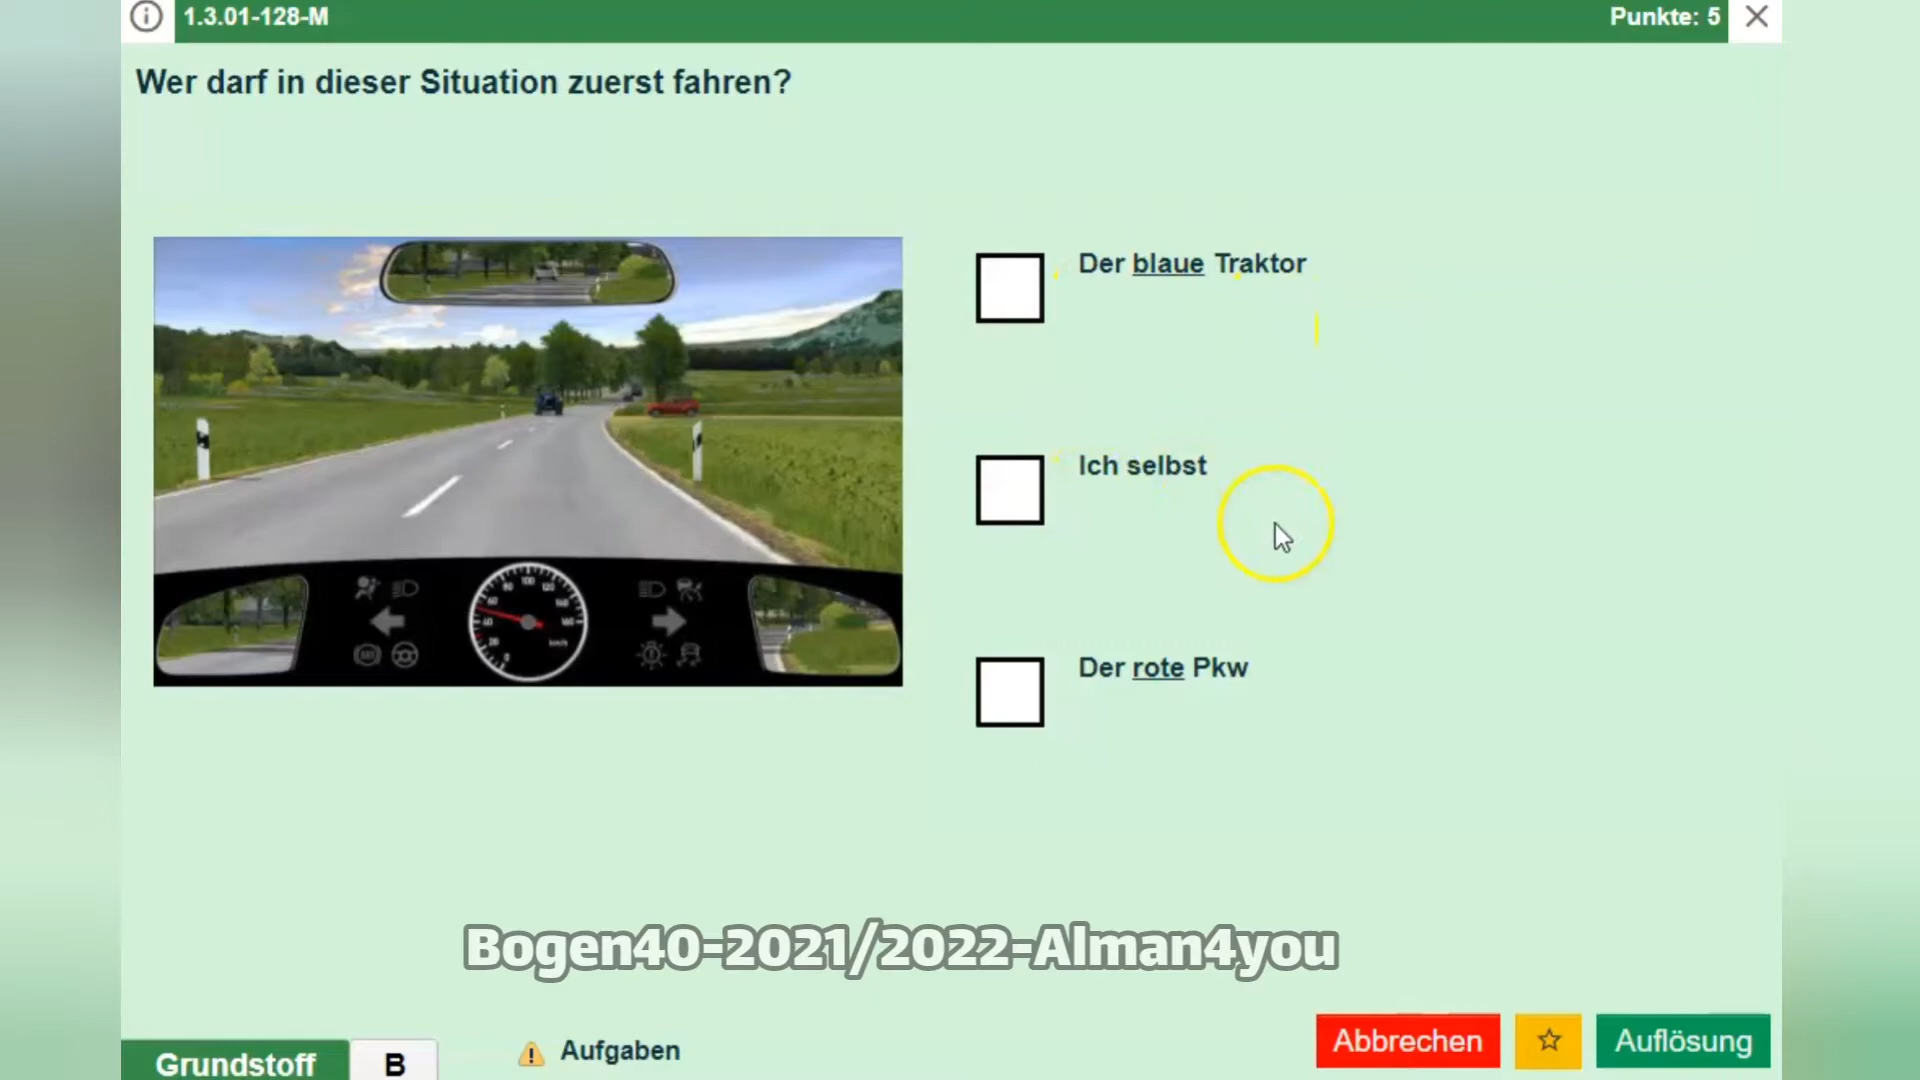 1.3.01-128-M
Punkte: 5
Wer darf in dieser Situation zuerst fahren?
Der blaue Traktor
Ich selbst
Der rote Pkw
Bogen40-2021/2022-Alman4you
Grundstoff
B
Aufgaben
Abbrechen
Auflösung